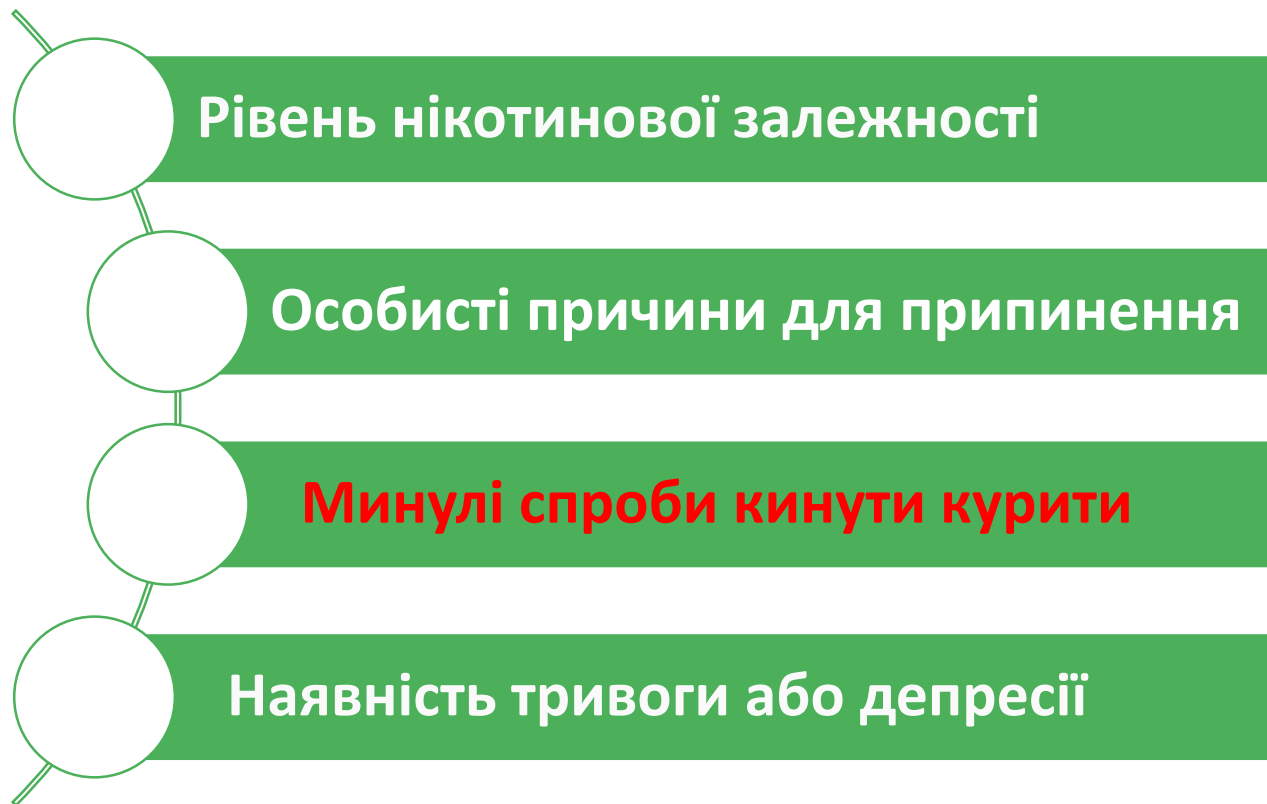 Рівень нікотинової залежності
Особисті причини для припинення
Минулі спроби кинути курити
Наявність тривоги або депресії